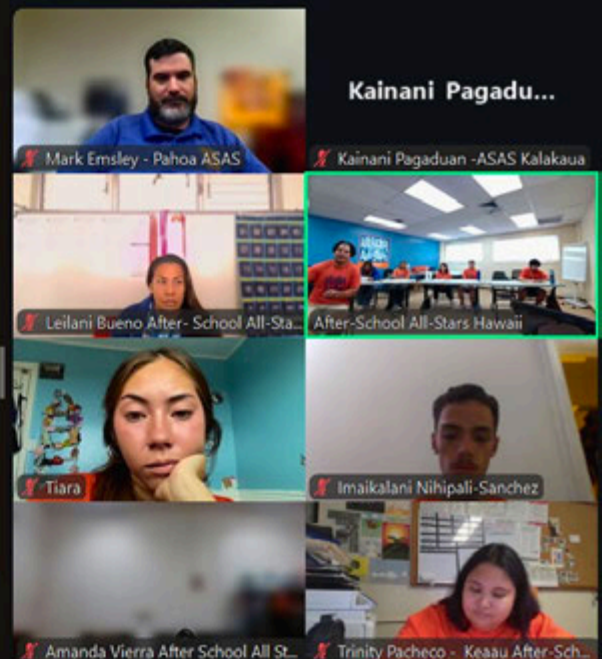 Kainani Pagadu...
Mark Emsley - Pahoa ASAS
Kainani Pagaduan -ASAS Kalakaua
Leilani Bueno After- School All-Sta...
After-School All-Stars Hawaii
Tiara
Imaikalani Nihipali-Sanchez
Amanda Vierra After School All St...
Trinity Pacheco - Keaau After-Sch...